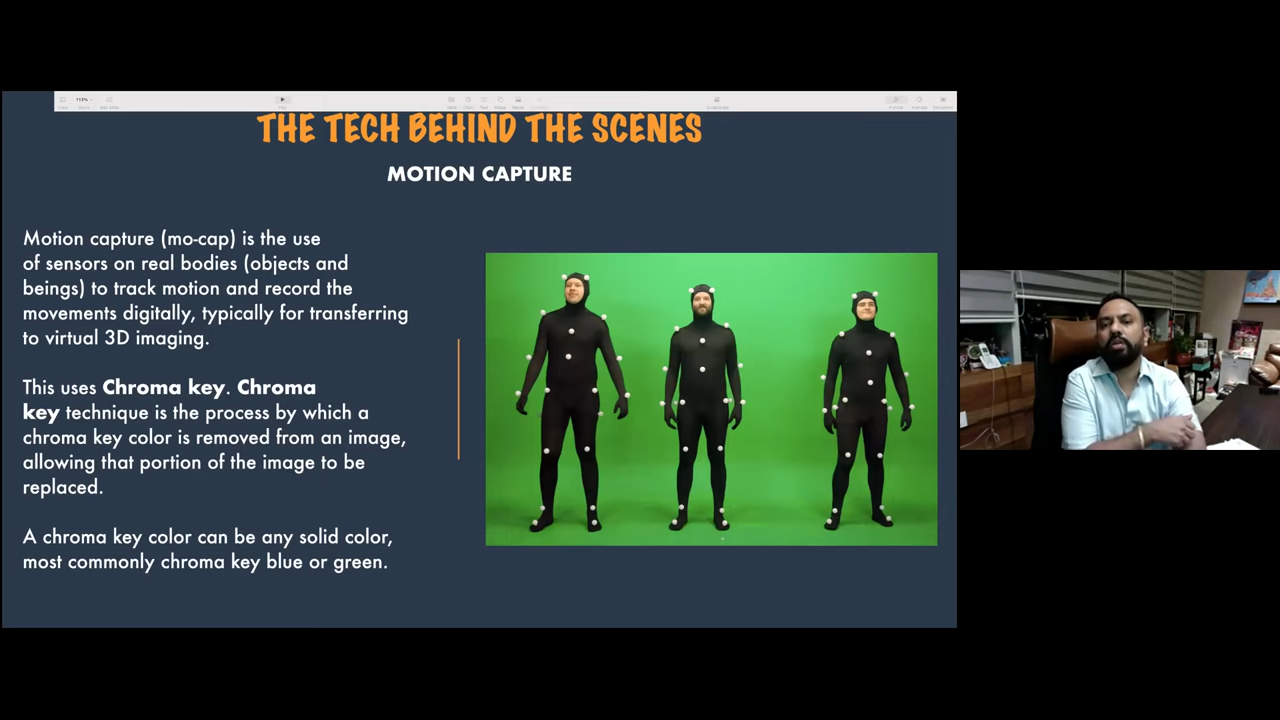 113%
THE TECH BEHIND THE SCENES
MOTION CAPTURE
Motion capture (mo-cap) is the use
of sensors on real bodies (objects and
beings) to track motion and record the
movements digitally, typically for transferring
to virtual 3D imaging.
This uses Chroma key. Chroma
key technique is the process by which a
chroma key color is removed from an image,
allowing that portion of the image to be
replaced.
A chroma key color can be any solid color,
most commonly chroma key blue or green.